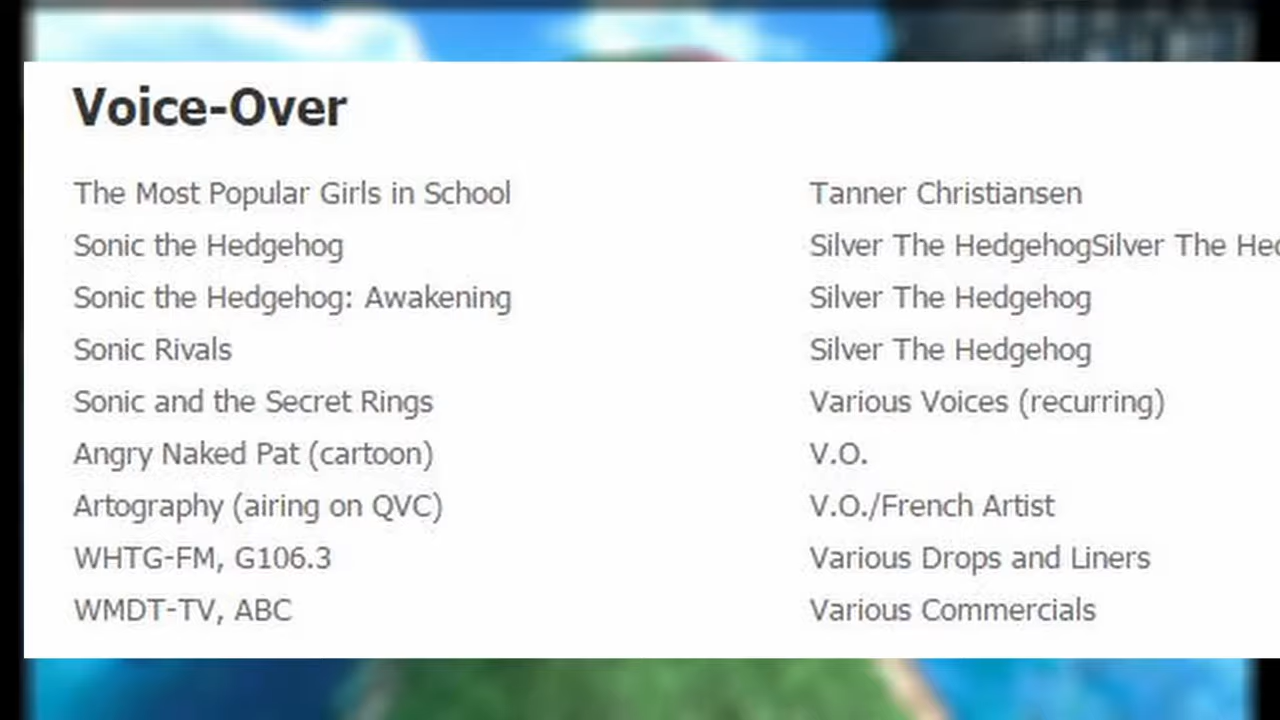 Voice-Over
The Most Popular Girls in School Tanner Christiansen
Sonic the Hedgehog Silver The HedgehogSilver The
Sonic the Hedgehog: Awakening Silver The Hedgehog
Sonic Rivals Silver The Hedgehog
Sonic and the Secret Rings Various Voices (recurring)
Angry Naked Pat (cartoon) V.O.
Artography (airing on QVC) V.O./French Artist
WHTG-FM, G106.3 Various Drops and Liners
WMDT-TV, ABC Various Commercials